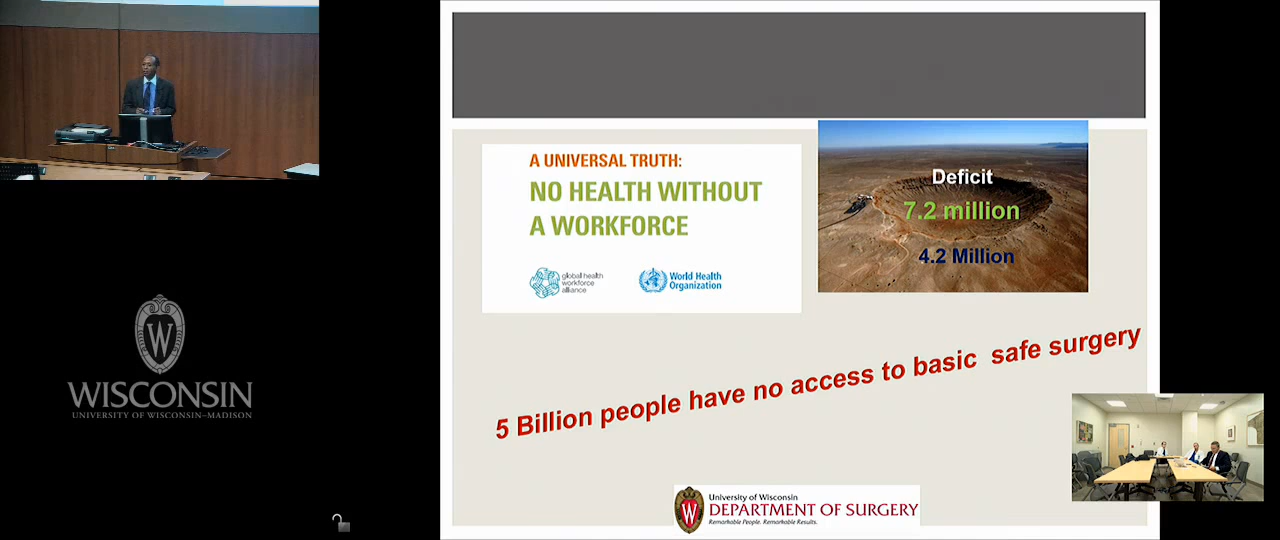 A UNIVERSAL TRUTH:
NO HEALTH WITHOUT
A WORKFORCE
global health
workforce
alliance
World Health
Organization
Deficit
7.2 million
4.2 Million
5 Billion people have no access to basic safe surgery
W
WISCONSIN
UNIVERSITY OF WISCONSIN–MADISON
W
University of Wisconsin
DEPARTMENT OF SURGERY
Remarkable People. Remarkable Results.